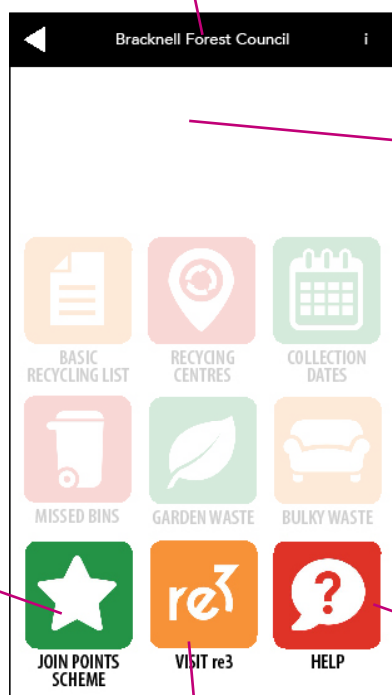 Bracknell Forest Council i
BASIC
RECYCLING LIST
RECYCING
CENTRES
COLLECTION
DATES
MISSED BINS
GARDEN WASTE
BULKY WASTE
re3
?
JOIN POINTS
SCHEME
VISIT re3
HELP